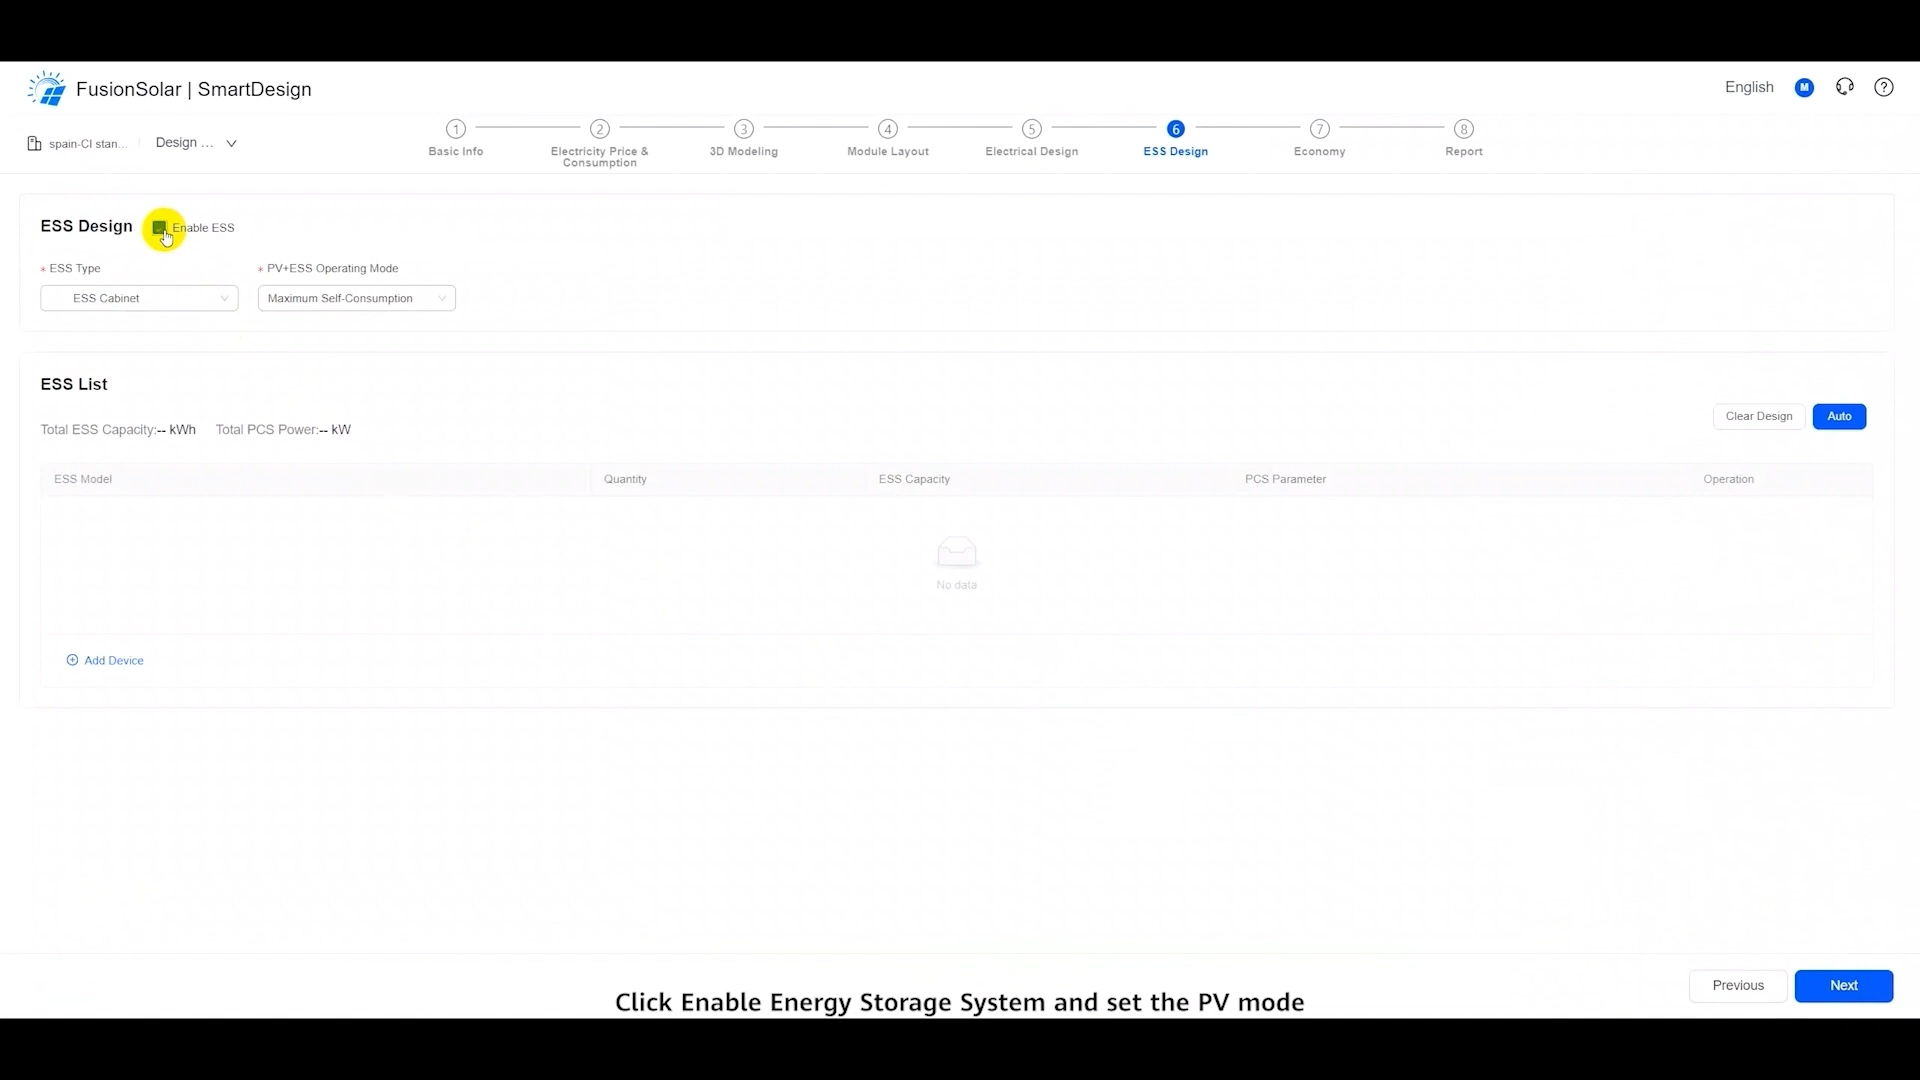 FusionSolar | SmartDesign
English
M
spain-CI stan...
Design ...
1
2
3
4
5
6
7
8
Basic Info
Electricity Price &
Consumption
3D Modeling
Module Layout
Electrical Design
ESS Design
Economy
Report
ESS Design
Enable ESS
* ESS Type
* PV+ESS Operating Mode
ESS Cabinet
Maximum Self-Consumption
ESS List
Total ESS Capacity:-- kWh
Total PCS Power:-- kW
Clear Design
Auto
ESS Model
Quantity
ESS Capacity
PCS Parameter
Operation
No data
Add Device
Previous
Next
Click Enable Energy Storage System and set the PV mode